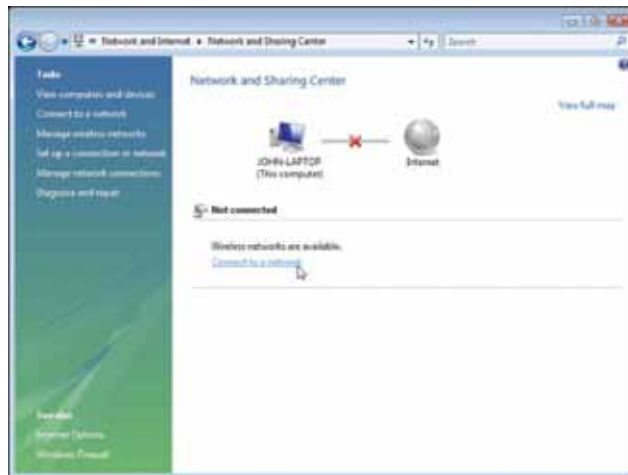 Network and Internet ▸ Network and Sharing Center
Search
Tasks
View computers and devices
Connect to a network
Manage wireless networks
Set up a connection or network
Manage network connections
Diagnose and repair
See also
Internet Options
Windows Firewall
Network and Sharing Center
View full map
JOHN-LAPTOP
(This computer)
Internet
Not connected
Wireless networks are available.
Connect to a network